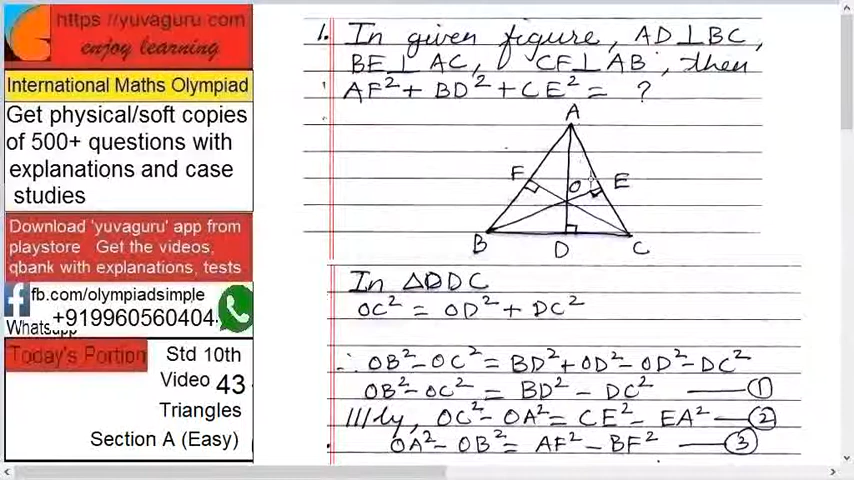 https://yuvaguru.com
enjoy learning
International Maths Olympiad
Get physical/soft copies
of 500+ questions with
explanations and case
studies
Download 'yuvaguru' app from
playstore Get the videos,
qbank with explanations, tests
fb.com/olympiadsimple
Whatsapp +919960560404
Today's Portion
Std 10th
Video 43
Triangles
Section A (Easy)
1. In given figure, AD⊥BC,
BE⊥AC, CF⊥AB, then
AF² + BD² + CE² = ?
A
F
O
E
B
D
C
In △ODC
OC² = OD² + DC²
∴ OB² - OC² = BD² + OD² - OD² - DC²
OB² - OC² = BD² - DC² —— ①
|||ly, OC² - OA² = CE² - EA² —— ②
OA² - OB² = AF² - BF² —— ③